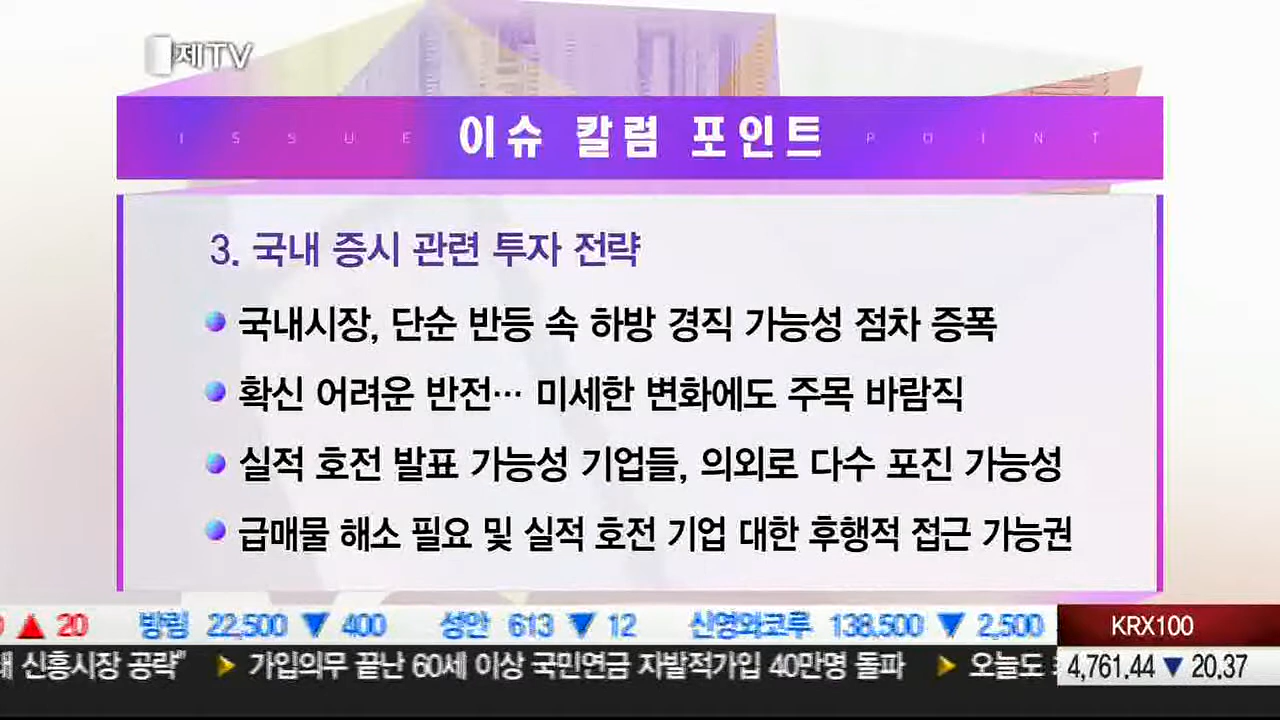 제TV
ISSUE 이슈 칼럼 포인트 POINT
3. 국내 증시 관련 투자 전략
국내시장, 단순 반등 속 하방 경직 가능성 점차 증폭
확신 어려운 반전… 미세한 변화에도 주목 바람직
실적 호전 발표 가능성 기업들, 의외로 다수 포진 가능성
급매물 해소 필요 및 실적 호전 기업 대한 후행적 접근 가능권
▲ 20 방림 22,500 ▼ 400 성안 613 ▼ 12 신영와코루 138,500 ▼ 2,500 KRX100
신흥시장 공략" 가입의무 끝난 60세 이상 국민연금 자발적가입 40만명 돌파 오늘도 4,761.44 ▼ 20.37